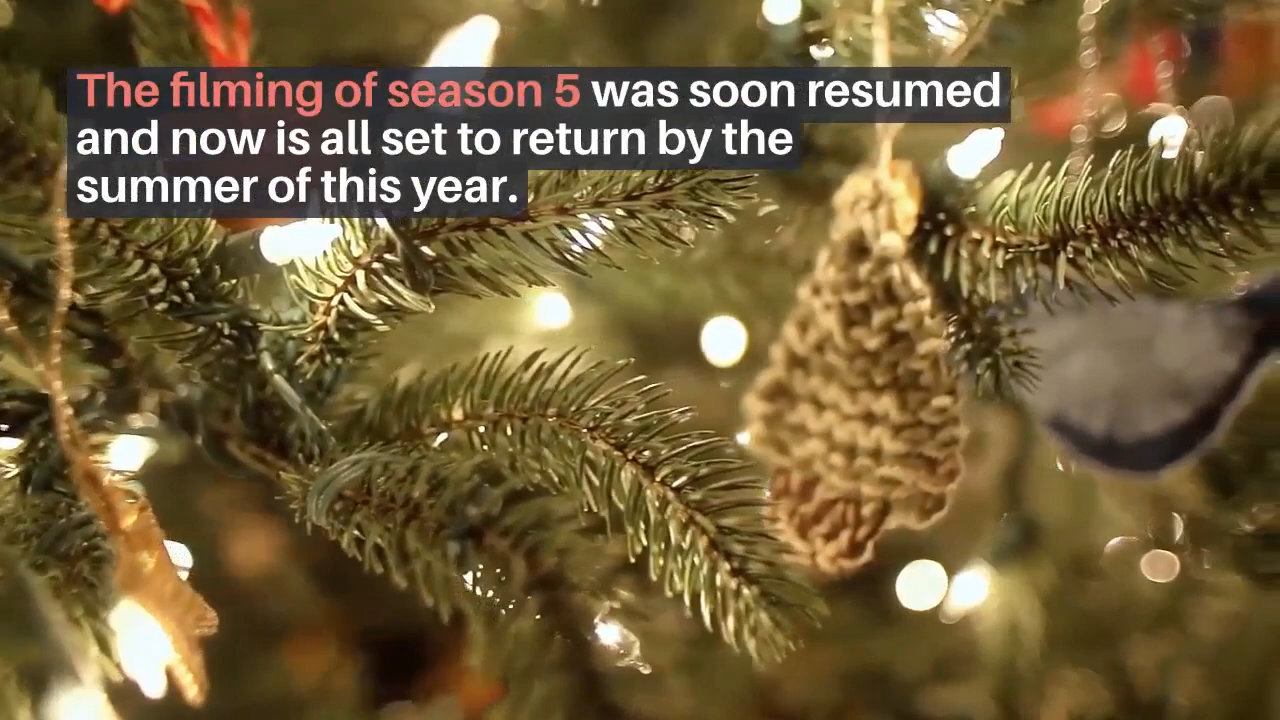 The filming of season 5 was soon resumed
and now is all set to return by the
summer of this year.